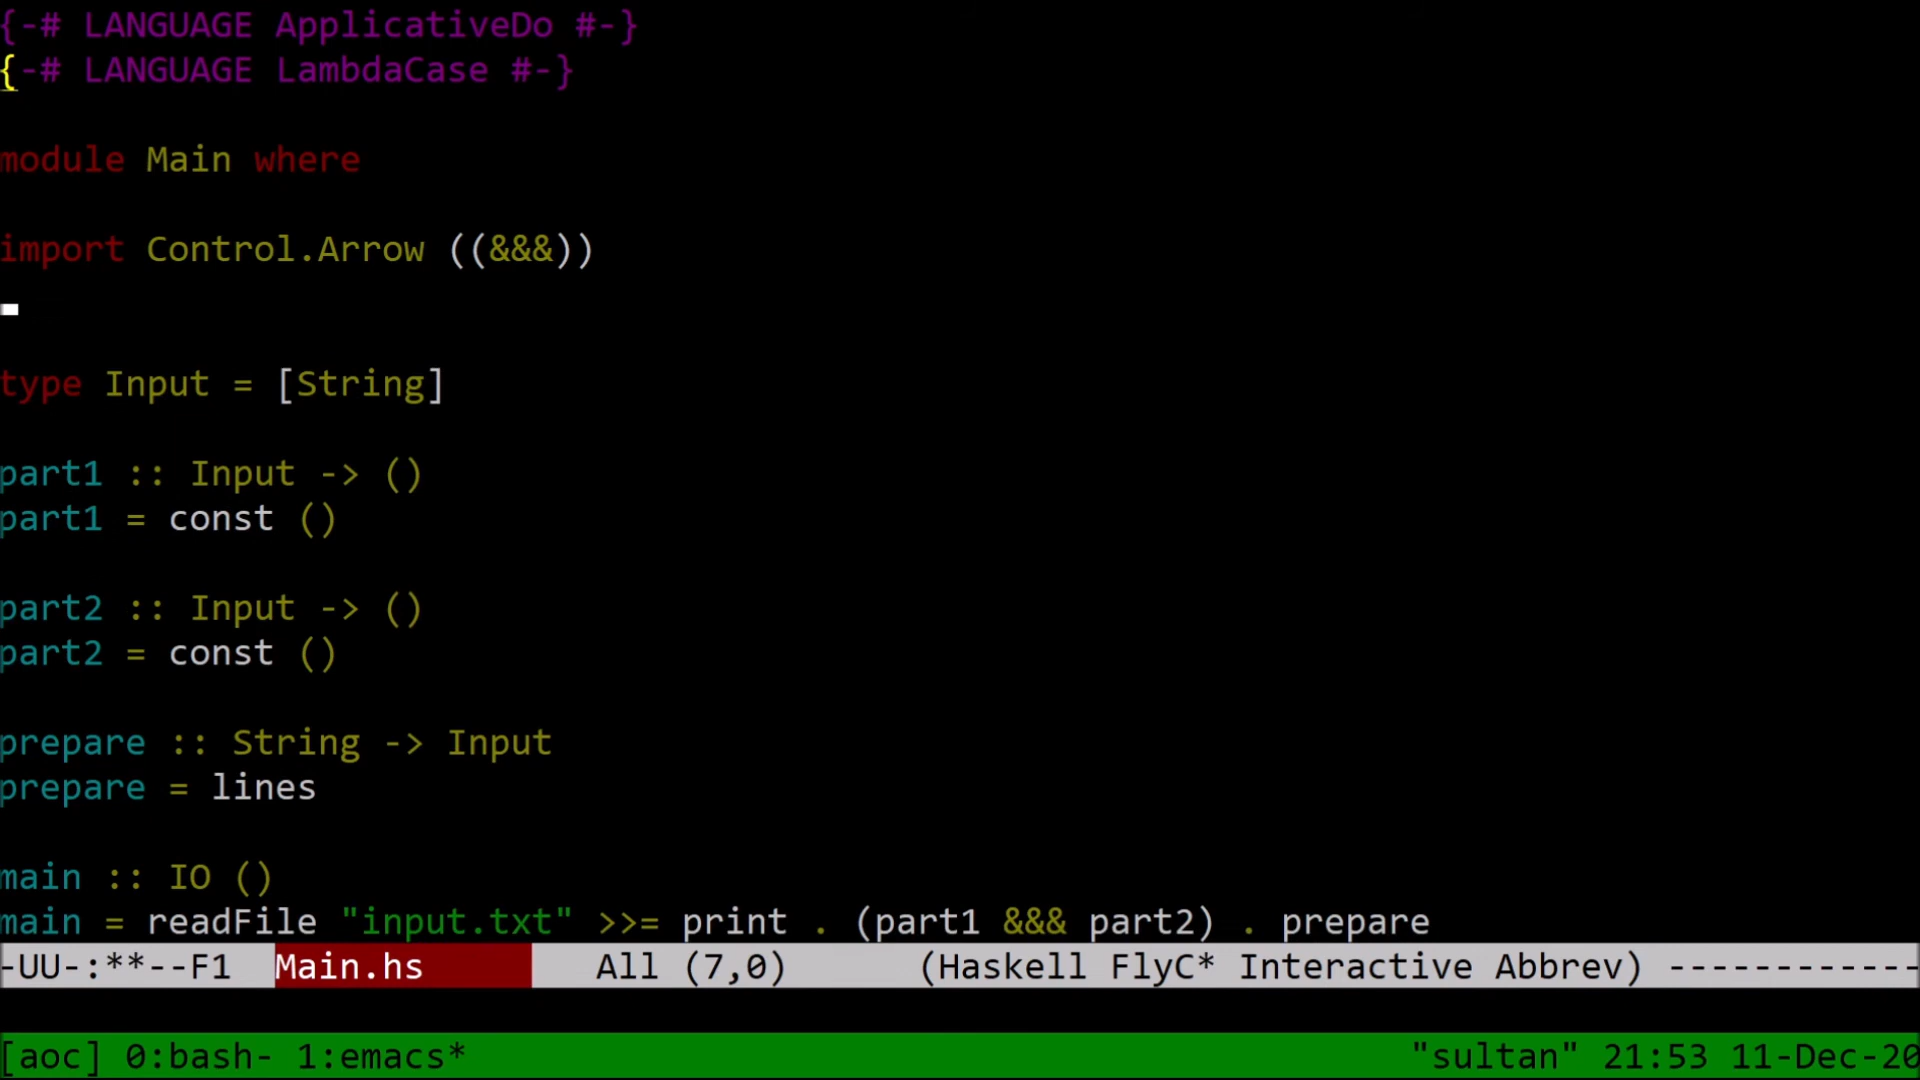 {-# LANGUAGE ApplicativeDo #-}
{-# LANGUAGE LambdaCase #-}
module Main where
import Control.Arrow ((&&&))
type Input = [String]
part1 :: Input -> ()
part1 = const ()
part2 :: Input -> ()
part2 = const ()
prepare :: String -> Input
prepare = lines
main :: IO ()
main = readFile "input.txt" >>= print . (part1 &&& part2) . prepare
-UU-:**--F1  Main.hs        All (7,0)      (Haskell FlyC* Interactive Abbrev) ------------
[aoc] 0:bash- 1:emacs* "sultan" 21:53 11-Dec-20